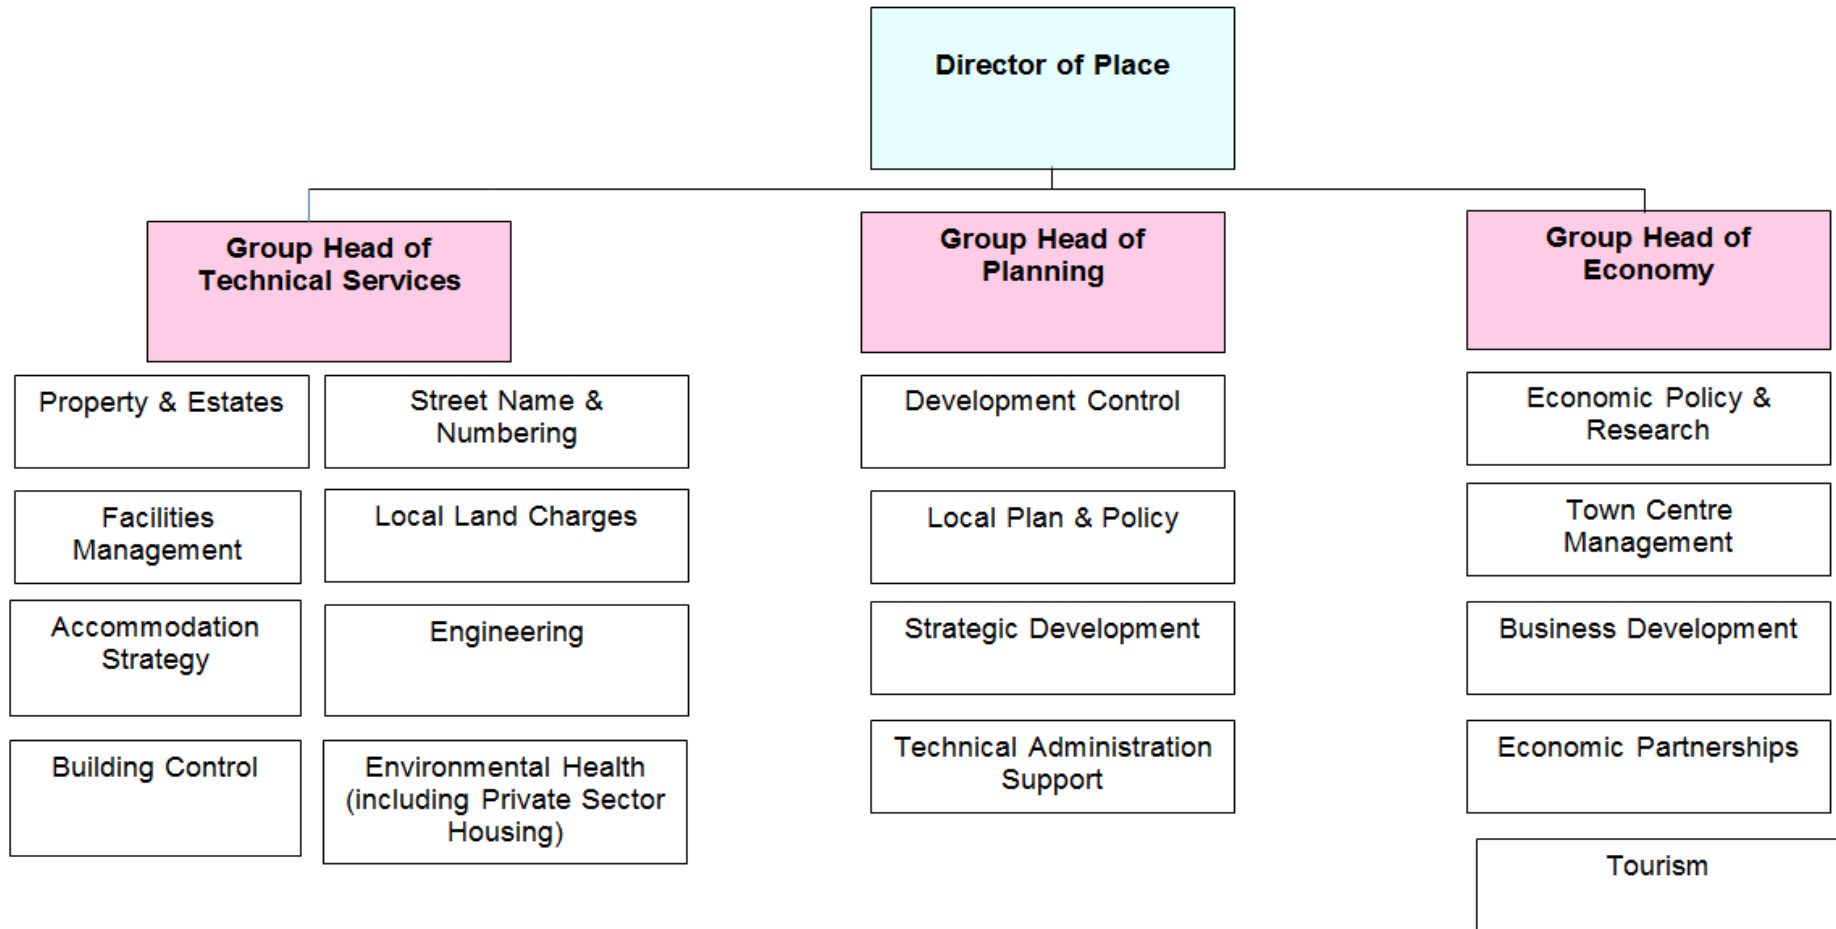 Director of Place
Group Head of
Technical Services
Group Head of
Planning
Group Head of
Economy
Property & Estates
Street Name &
Numbering
Development Control
Economic Policy &
Research
Facilities
Management
Local Land Charges
Local Plan & Policy
Town Centre
Management
Accommodation
Strategy
Engineering
Strategic Development
Business Development
Building Control
Environmental Health
(including Private Sector
Housing)
Technical Administration
Support
Economic Partnerships
Tourism